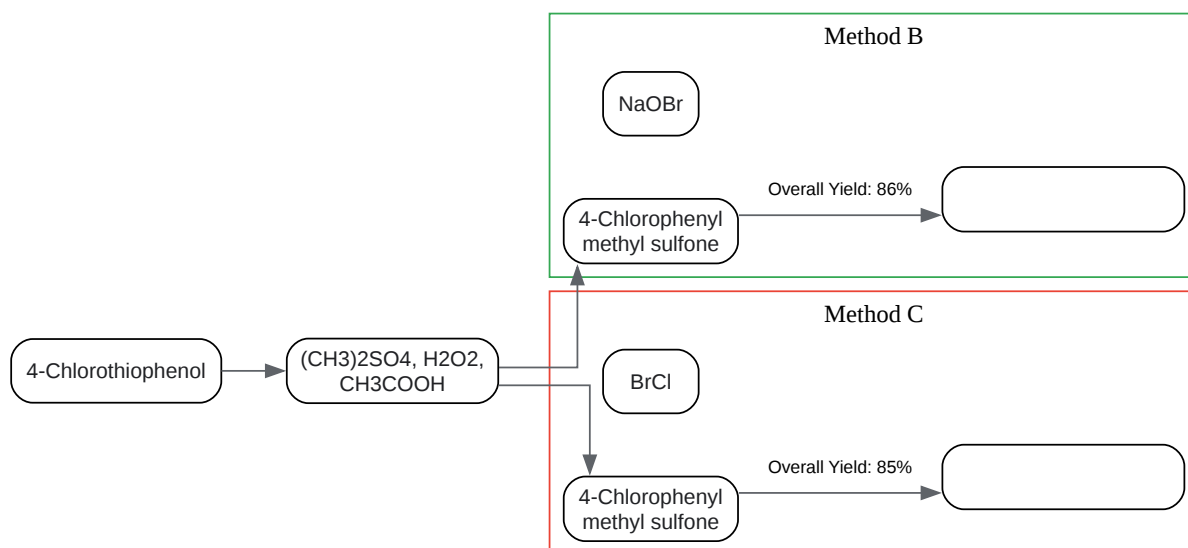 Method B
NaOBr
Overall Yield: 86%
4-Chlorophenyl
methyl sulfone
Method C
4-Chlorothiophenol
(CH3)2SO4, H2O2,
CH3COOH
BrCl
Overall Yield: 85%
4-Chlorophenyl
methyl sulfone